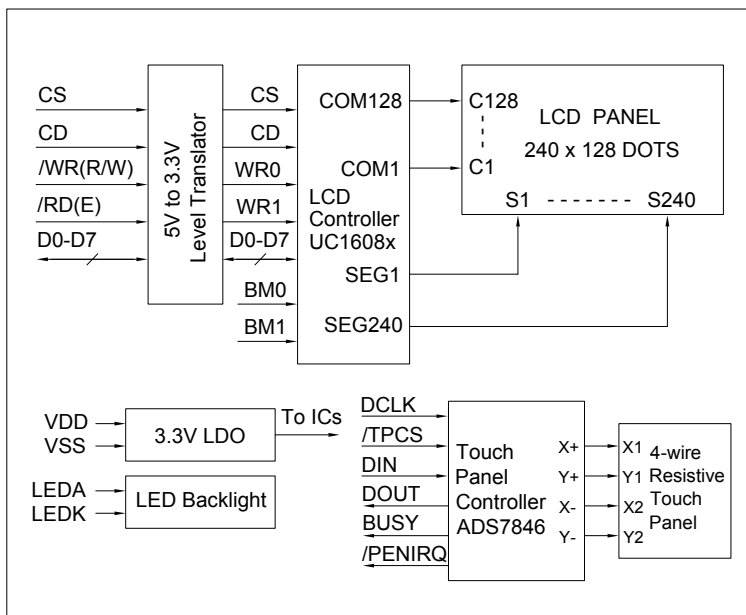 CS
CD
/WR(R/W)
/RD(E)
D0-D7
5V to 3.3V
Level Translator
CS
CD
WR0
WR1
D0-D7
BM0
BM1
COM128
COM1
LCD
Controller
UC1608x
SEG1
SEG240
C128
C1
LCD PANEL
240 x 128 DOTS
S1
S240
VDD
VSS
3.3V LDO
To ICs
LEDA
LEDK
LED Backlight
DCLK
/TPCS
DIN
DOUT
BUSY
/PENIRQ
Touch
Panel
Controller
ADS7846
X+
Y+
X-
Y-
X1
Y1
X2
Y2
4-wire
Resistive
Touch
Panel